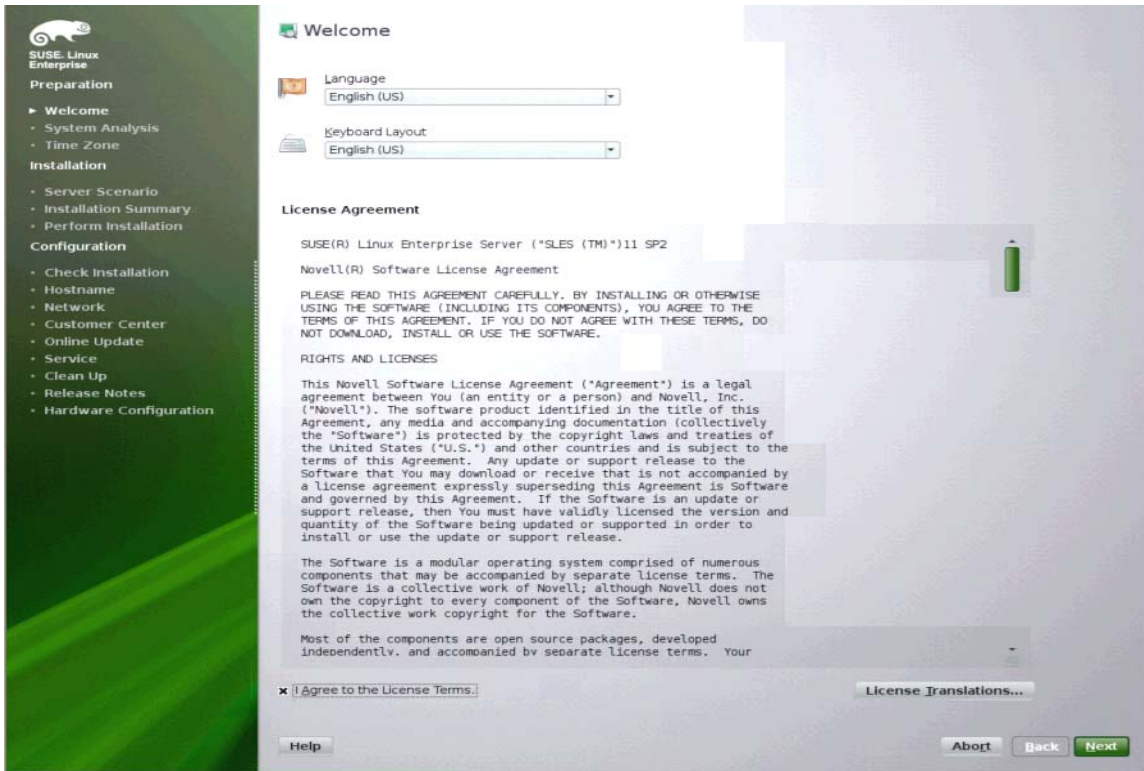 SUSE. Linux
Enterprise
Preparation
Welcome
System Analysis
Time Zone
Installation
Server Scenario
Installation Summary
Perform Installation
Configuration
Check Installation
Hostname
Network
Customer Center
Online Update
Service
Clean Up
Release Notes
Hardware Configuration
Welcome
Language
English (US)
Keyboard Layout
English (US)
License Agreement
SUSE(R) Linux Enterprise Server ("SLES (TM)")11 SP2
Novell(R) Software License Agreement
PLEASE READ THIS AGREEMENT CAREFULLY. BY INSTALLING OR OTHERWISE
USING THE SOFTWARE (INCLUDING ITS COMPONENTS), YOU AGREE TO THE
TERMS OF THIS AGREEMENT. IF YOU DO NOT AGREE WITH THESE TERMS, DO
NOT DOWNLOAD, INSTALL OR USE THE SOFTWARE.
RIGHTS AND LICENSES
This Novell Software License Agreement ("Agreement") is a legal
agreement between You (an entity or a person) and Novell, Inc.
("Novell"). The software product identified in the title of this
Agreement, any media and accompanying documentation (collectively
the "Software") is protected by the copyright laws and treaties of
the United States ("U.S.") and other countries and is subject to the
terms of this Agreement.  Any update or support release to the
Software that You may download or receive that is not accompanied by
a license agreement expressly superseding this Agreement is Software
and governed by this Agreement.  If the Software is an update or
support release, then You must have validly licensed the version and
quantity of the Software being updated or supported in order to
install or use the update or support release.
The Software is a modular operating system comprised of numerous
components that may be accompanied by separate license terms.  The
Software is a collective work of Novell; although Novell does not
own the copyright to every component of the Software, Novell owns
the collective work copyright for the Software.
Most of the components are open source packages, developed
independently, and accompanied by separate license terms.  Your
I Agree to the License Terms.
License Translations...
Help
Abort
Back
Next